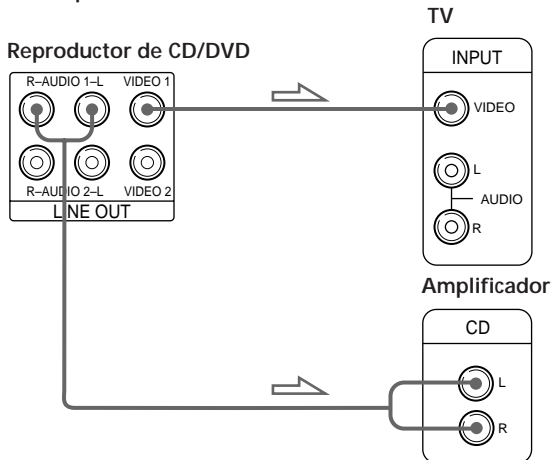 TV
Reproductor de CD/DVD
INPUT
R–AUDIO 1–L VIDEO 1
VIDEO
L
AUDIO
R
R–AUDIO 2–L VIDEO 2
LINE OUT
Amplificador
CD
L
R